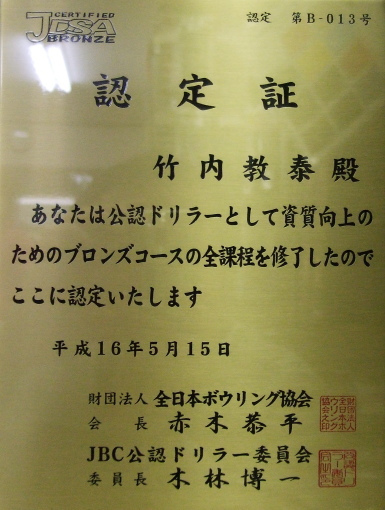 CERTIFIED
JDSA
BRONZE
認定 第B-013号
認定証
竹内教泰殿
あなたは公認ドリラーとして資質向上の
ためのブロンズコースの全課程を修了したので
ここに認定いたします
平成16年5月15日
財団法人 全日本ボウリング協会
会長 赤木恭平
JBC公認ドリラー委員会
委員長 木林博一